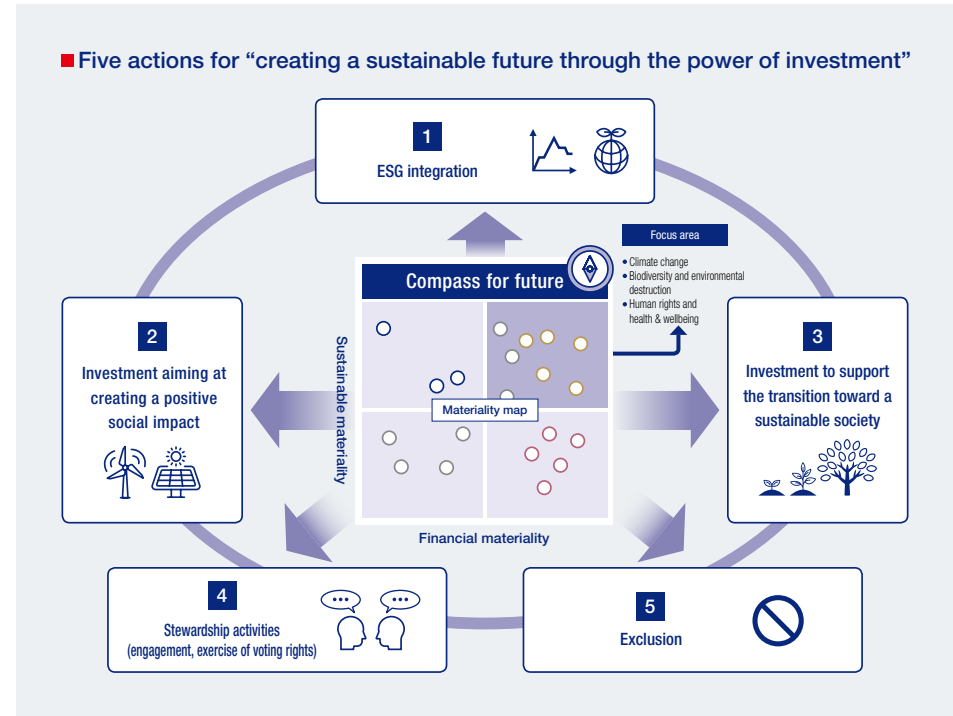 Five actions for “creating a sustainable future through the power of investment”
1
ESG integration
Focus area
• Climate change
• Biodiversity and environmental
destruction
• Human rights and
health & wellbeing
Compass for future
2
Investment aiming at
creating a positive
social impact
Sustainable materiality
Materiality map
Financial materiality
3
Investment to support
the transition toward a
sustainable society
4
Stewardship activities
(engagement, exercise of voting rights)
5
Exclusion